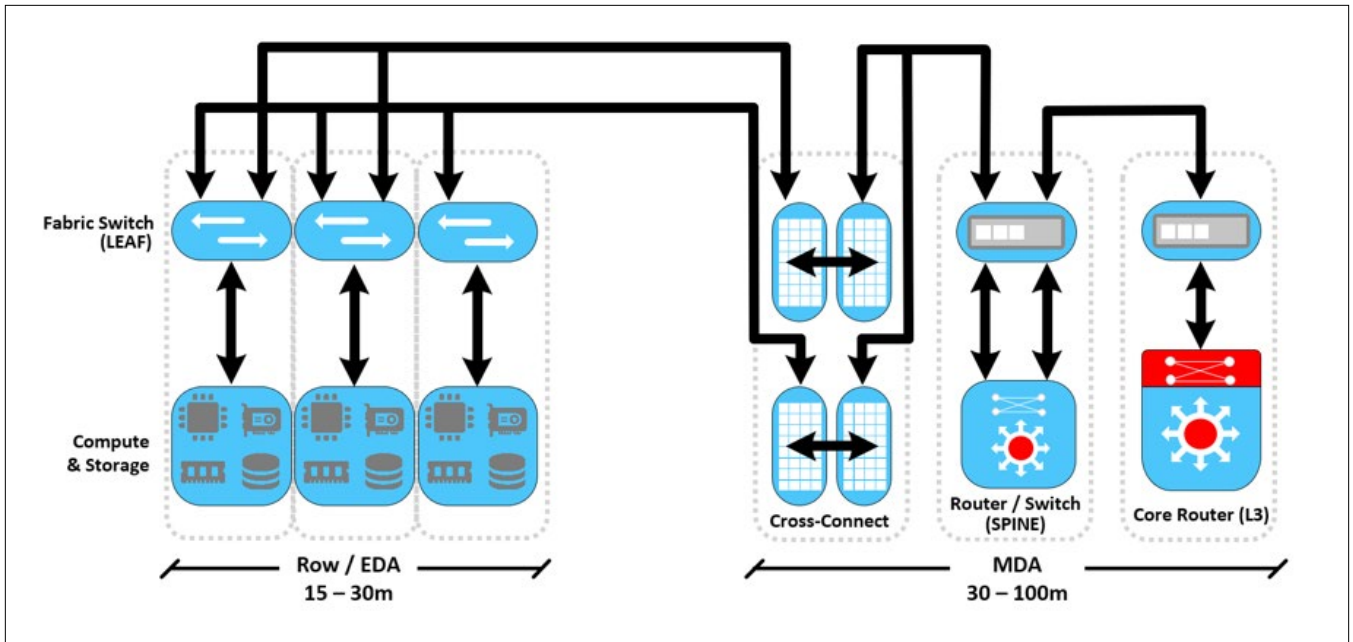 Fabric Switch
(LEAF)
Compute
& Storage
Cross-Connect
Router / Switch
(SPINE)
Core Router (L3)
Row / EDA
15 – 30m
MDA
30 – 100m